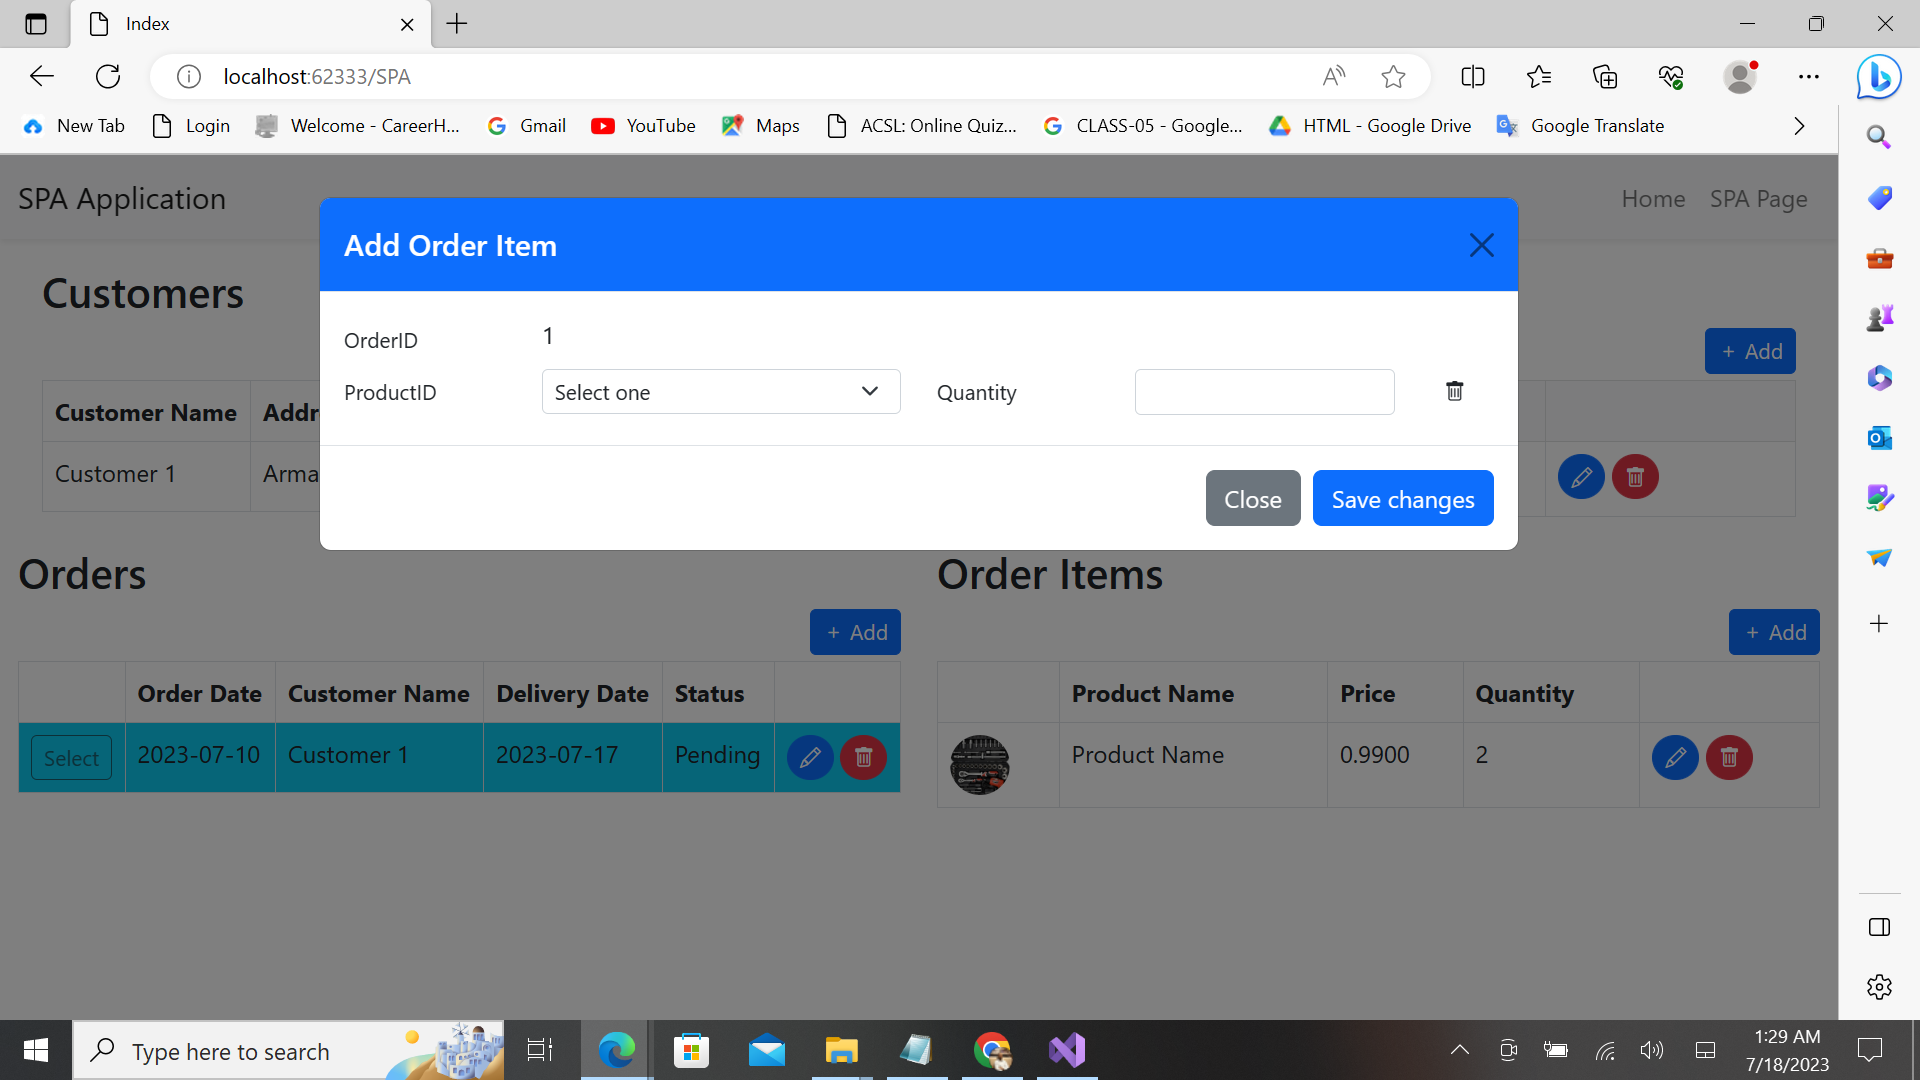 Index
localhost:62333/SPA
New Tab Login Welcome - CareerH... Gmail YouTube Maps ACSL: Online Quiz... CLASS-05 - Google... HTML - Google Drive Google Translate
SPA Application
Home SPA Page
Add Order Item
Customers
OrderID 1
+ Add
ProductID Select one Quantity
Customer Name Addr
Customer 1 Arma
Close Save changes
Orders
+ Add
Order Date Customer Name Delivery Date Status
Select 2023-07-10 Customer 1 2023-07-17 Pending
Order Items
+ Add
Product Name Price Quantity
Product Name 0.9900 2
Type here to search
1:29 AM
7/18/2023